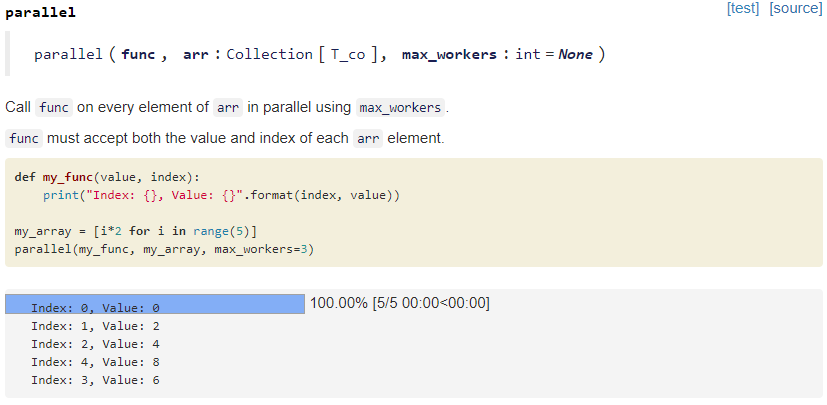 parallel [test] [source]
parallel ( func , arr : Collection [ T_co ], max_workers : int = None )
Call func on every element of arr in parallel using max_workers .
func must accept both the value and index of each arr element.
def my_func(value, index):
    print("Index: {}, Value: {}".format(index, value))

my_array = [i*2 for i in range(5)]
parallel(my_func, my_array, max_workers=3)
100.00% [5/5 00:00<00:00]
Index: 0, Value: 0
Index: 1, Value: 2
Index: 2, Value: 4
Index: 4, Value: 8
Index: 3, Value: 6